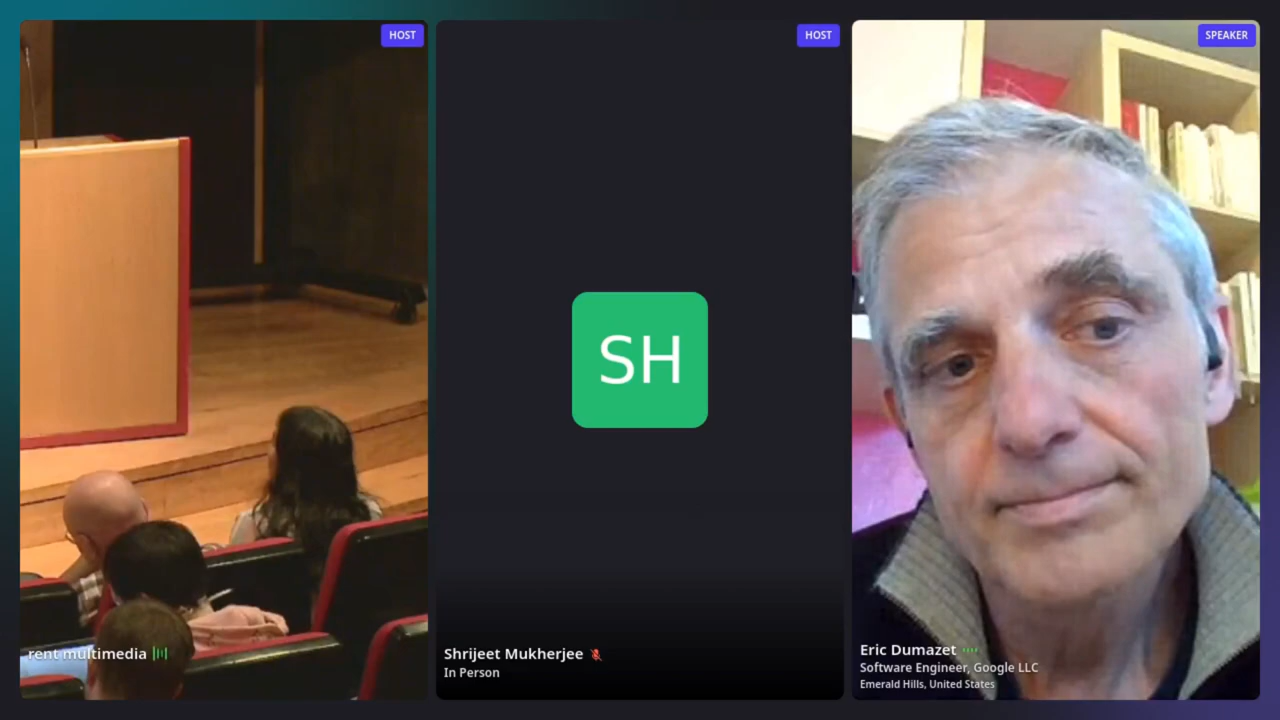 HOST
rent multimedia
HOST
SH
Shrijeet Mukherjee
In Person
SPEAKER
Eric Dumazet
Software Engineer, Google LLC
Emerald Hills, United States